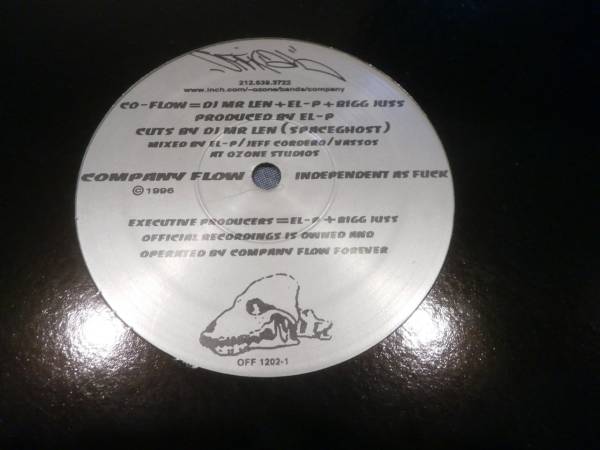 212.539.3722
www.inch.com/~ozone/bands/company
CO-FLOW=DJ MR LEN+EL-P+BIGG JUSS
PRODUCED BY EL-P
CUTS BY DJ MR LEN (SPACEGHOST)
MIXED BY EL-P/JEFF CORDERO/VASSOS
AT OZONE STUDIOS
COMPANY FLOW INDEPENDENT AS FUCK
©1996
EXECUTIVE PRODUCERS=EL-P+BIGG JUSS
OFFICIAL RECORDINGS IS OWNED AND
OPERATED BY COMPANY FLOW FOREVER
OFF 1202-1